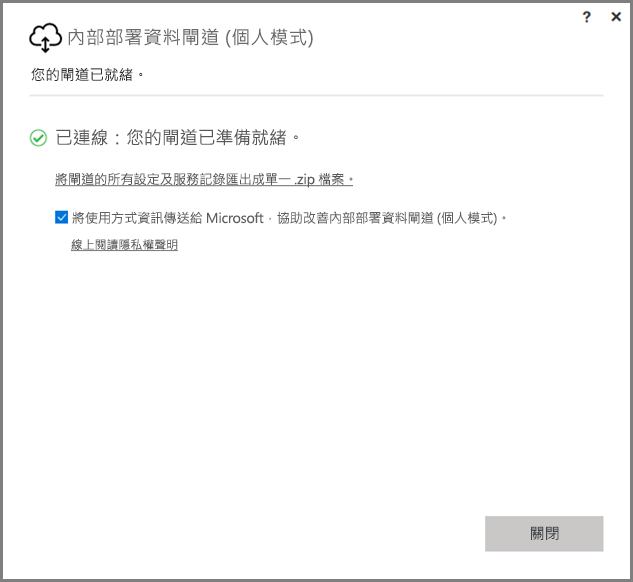 ? ×
內部部署資料閘道 (個人模式)
您的閘道已就緒。
已連線：您的閘道已準備就緒。
將閘道的所有設定及服務記錄匯出成單一 .zip 檔案。
將使用方式資訊傳送給 Microsoft，協助改善內部部署資料閘道 (個人模式)。
線上閱讀隱私權聲明
關閉